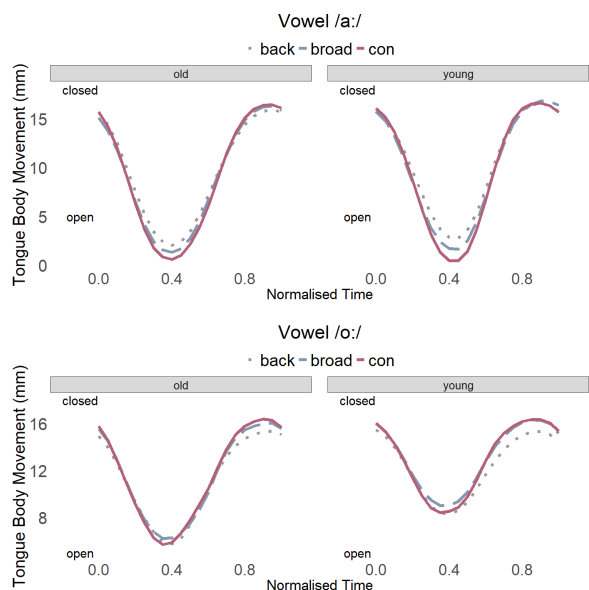 Vowel /a:/
back broad con
old young
closed closed
15
10
5
0
open open
0.0 0.4 0.8 0.0 0.4 0.8
Normalised Time
Tongue Body Movement (mm)
Vowel /o:/
back broad con
old young
closed closed
16
12
8
open open
0.0 0.4 0.8 0.0 0.4 0.8
Normalised Time
Tongue Body Movement (mm)